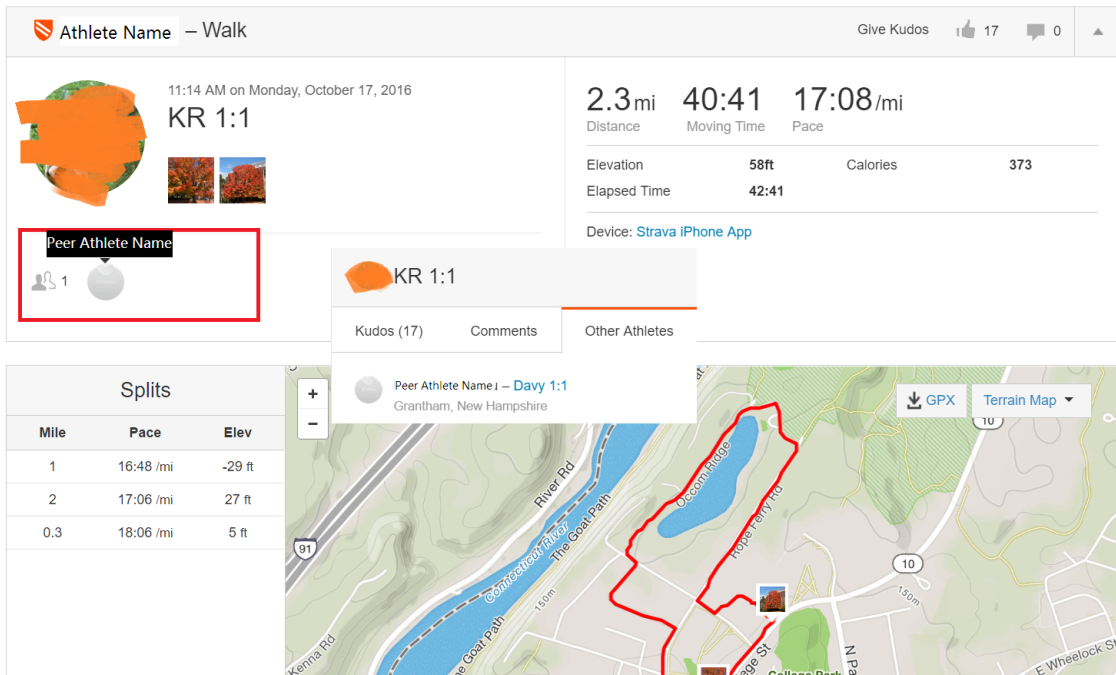 Athlete Name – Walk
Give Kudos 17 0
11:14 AM on Monday, October 17, 2016
KR 1:1
2.3mi 40:41 17:08/mi
Distance Moving Time Pace
Elevation 58ft Calories 373
Elapsed Time 42:41
Device: Strava iPhone App
Peer Athlete Name
1
KR 1:1
Kudos (17) Comments Other Athletes
Peer Athlete Name – Davy 1:1
Grantham, New Hampshire
Splits
Mile Pace Elev
1 16:48 /mi -29 ft
2 17:06 /mi 27 ft
0.3 18:06 /mi 5 ft
+
−
GPX
Terrain Map
10
River Rd
Occom Ridge
Rope Ferry Rd
The Goat Path
Connecticut River
91
10
150m
150m
Kenna Rd
Goat Path
College Park
N Pa
E Wheelock St